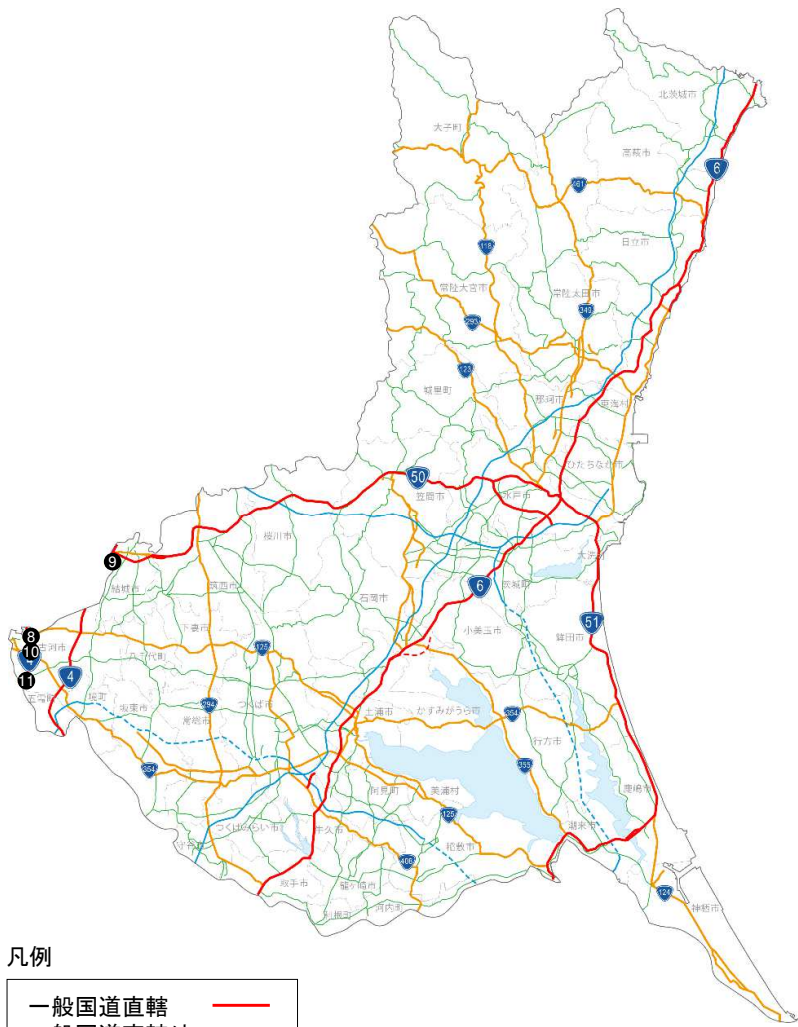 北茨城市
大子町
高萩市
6
461
日立市
118
常陸大宮市
常陸太田市
349
293
123
城里町
那珂市
東海村
ひたちなか市
50
笠間市
水戸市
桜川市
大洗町
9
結城市
筑西市
石岡市
6
茨城町
小美玉市
51
鉾田市
下妻市
8
古河市
10
4
11
五霞町
4
境町
八千代町
125
坂東市
294
常総市
つくば市
土浦市
かすみがうら市
354
行方市
354
355
鹿嶋市
阿見町
美浦村
125
潮来市
つくばみらい市
牛久市
稲敷市
守谷市
408
取手市
龍ケ崎市
利根町
河内町
124
神栖市
凡例
一般国道直轄